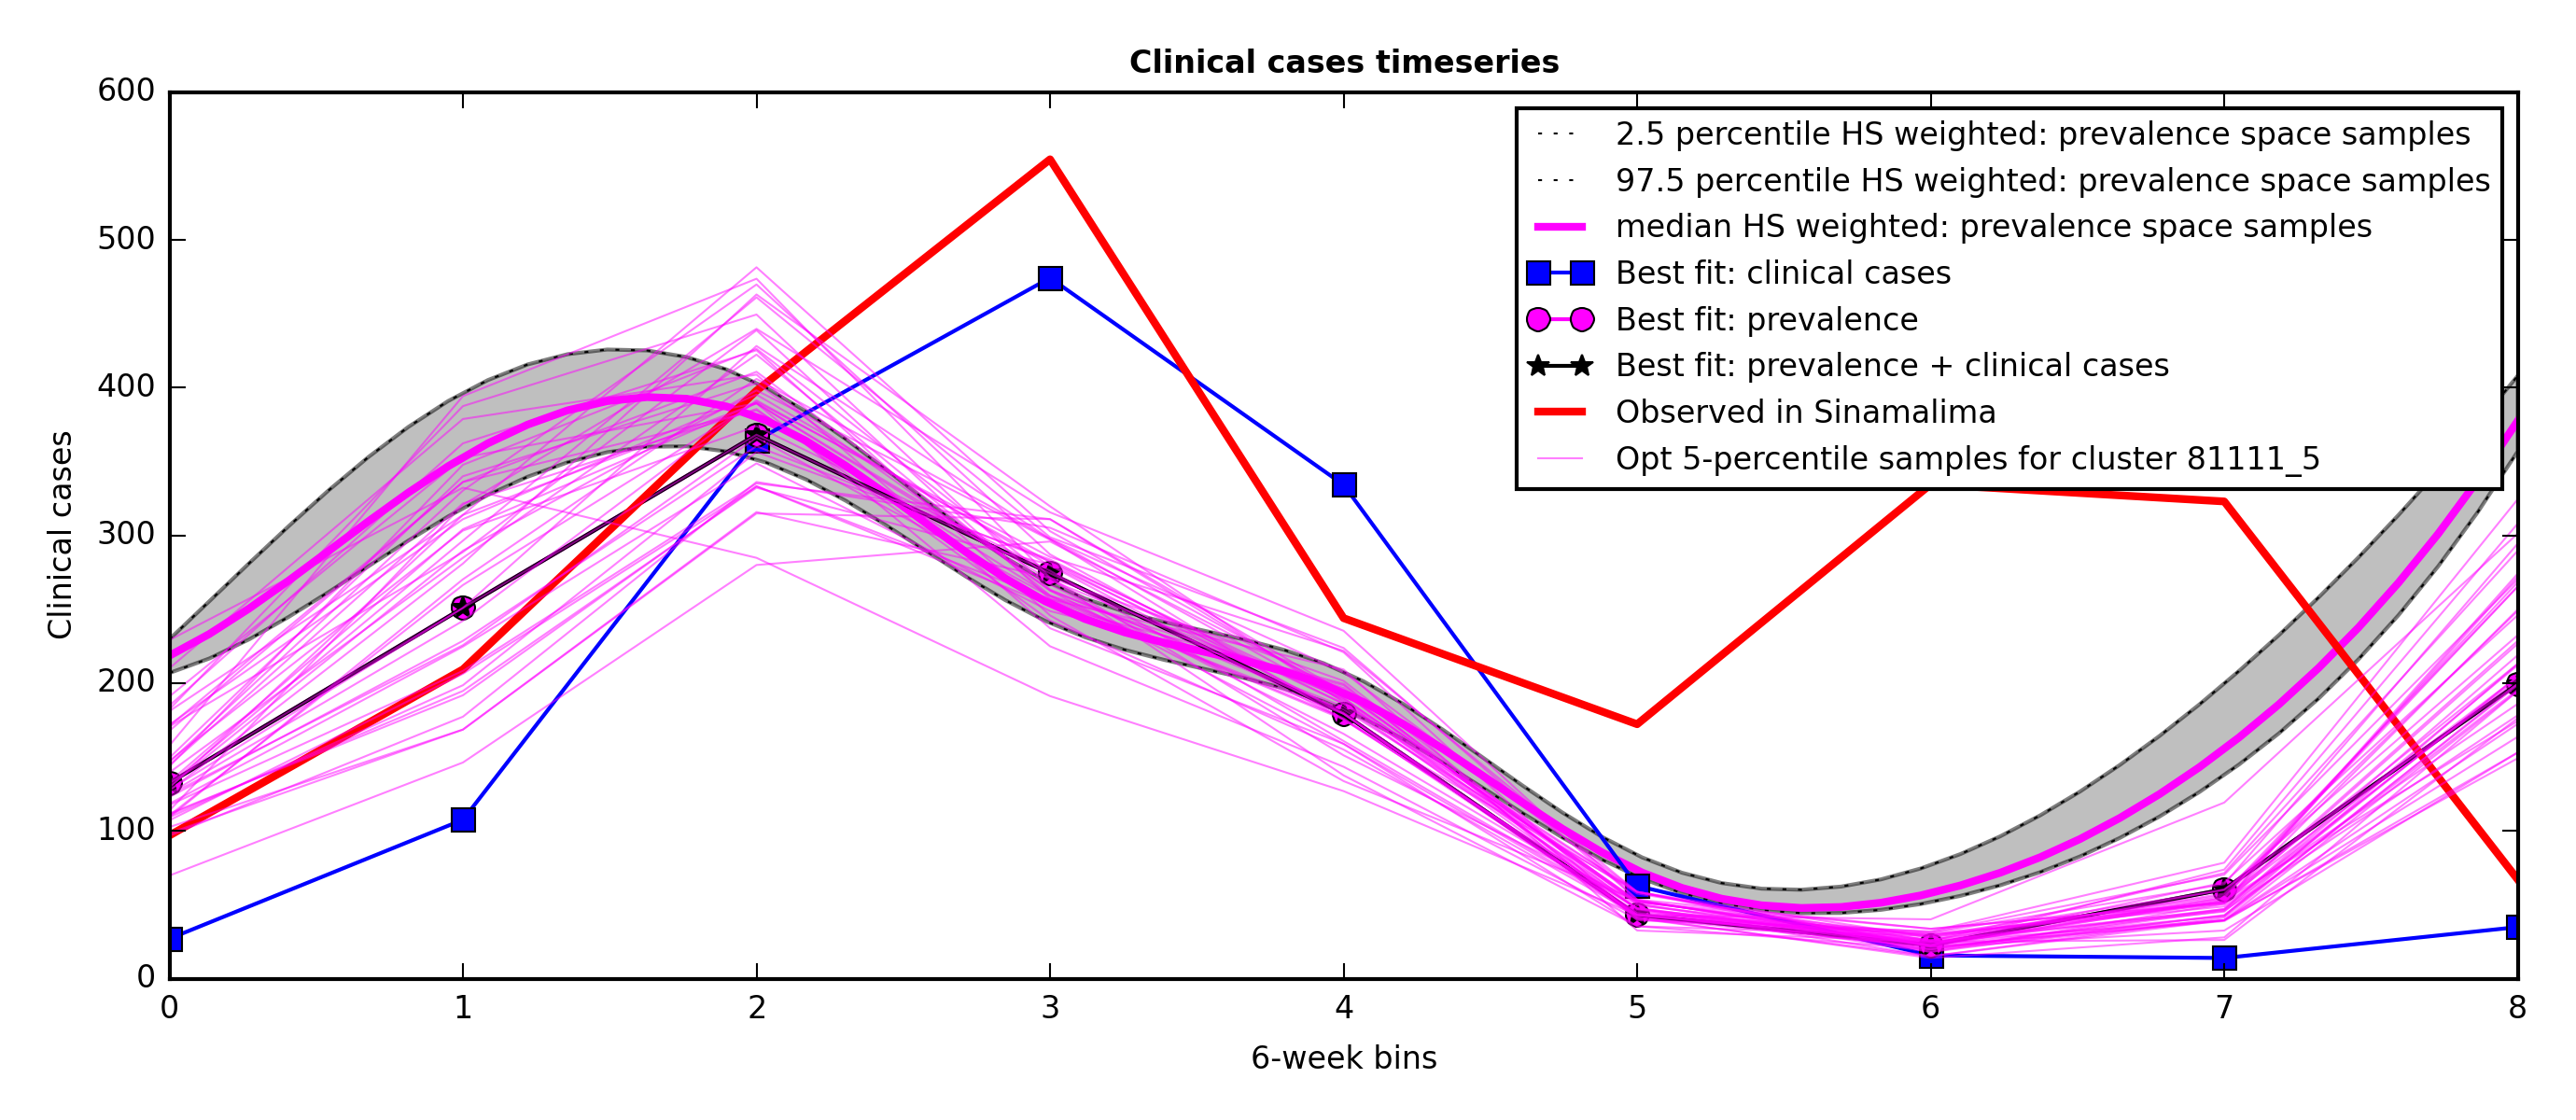 Clinical cases timeseries
600
500
400
300
200
100
0
Clinical cases
2.5 percentile HS weighted: prevalence space samples
97.5 percentile HS weighted: prevalence space samples
median HS weighted: prevalence space samples
Best fit: clinical cases
Best fit: prevalence
Best fit: prevalence + clinical cases
Observed in Sinamalima
Opt 5-percentile samples for cluster 81111_5
0 1 2 3 4 5 6 7 8
6-week bins